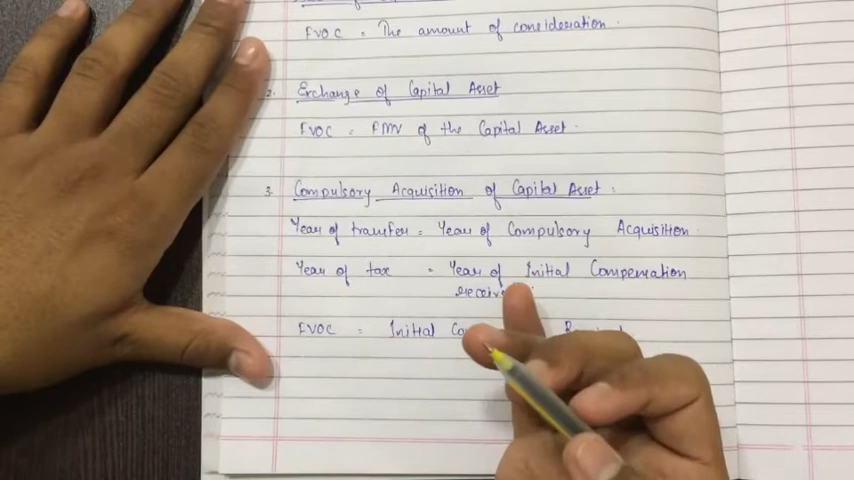 FVOC = The amount of consideration.
2. Exchange of Capital Asset
FVOC = FMV of the Capital Asset.
3. Compulsory Acquisition of Capital Asset.
Year of transfer = Year of Compulsory Acquisition.
Year of tax = Year of Initial Compensation
FVOC = Initial